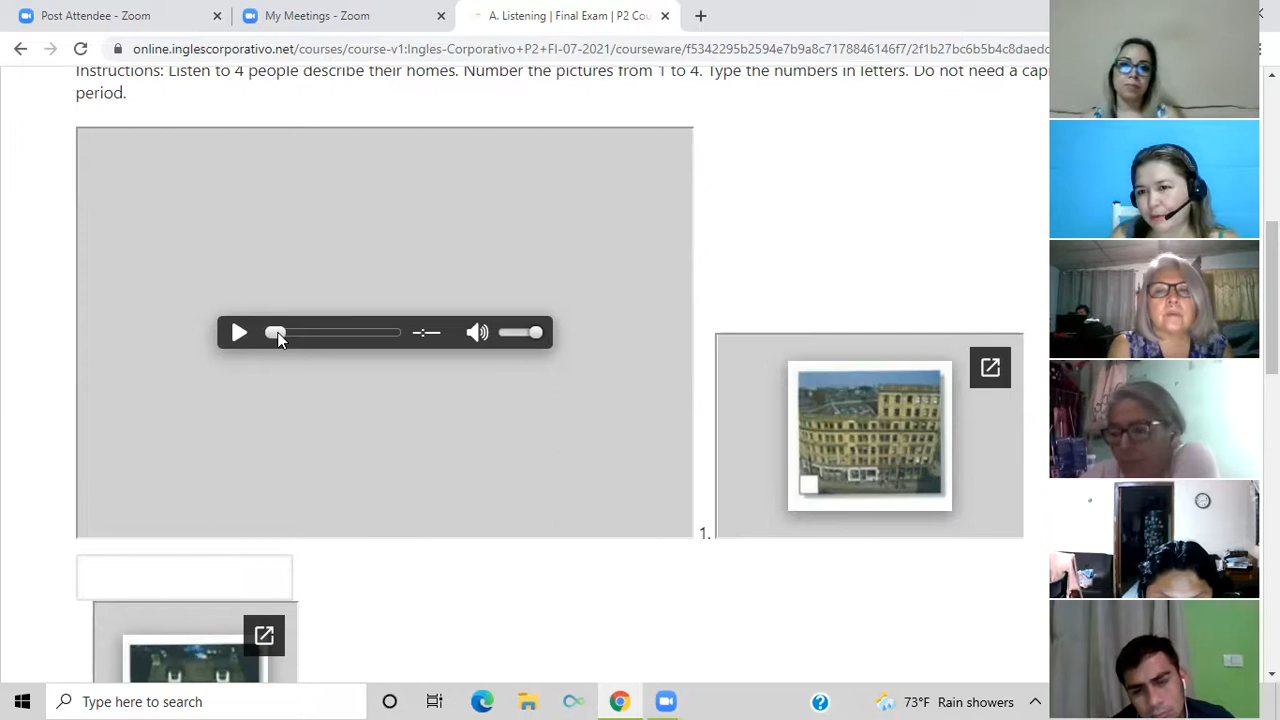 Post Attendee - Zoom
My Meetings - Zoom
A. Listening | Final Exam | P2 Cou
online.inglescorporativo.net/courses/course-v1:Ingles-Corporativo+P2+FI-07-2021/courseware/f5342295b2594e7b9a8c7178846146f7/2f1b27bc6b5b4c8daedc
Instructions: Listen to 4 people describe their homes. Number the pictures from 1 to 4. Type the numbers in letters. Do not need a cap
period.
-:--
1.
Type here to search
73°F Rain showers